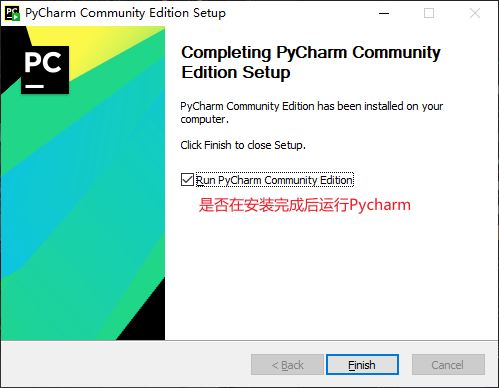 PyCharm Community Edition Setup
PC
Completing PyCharm Community
Edition Setup
PyCharm Community Edition has been installed on your
computer.
Click Finish to close Setup.
Run PyCharm Community Edition
是否在安装完成后运行Pycharm
< Back
Finish
Cancel